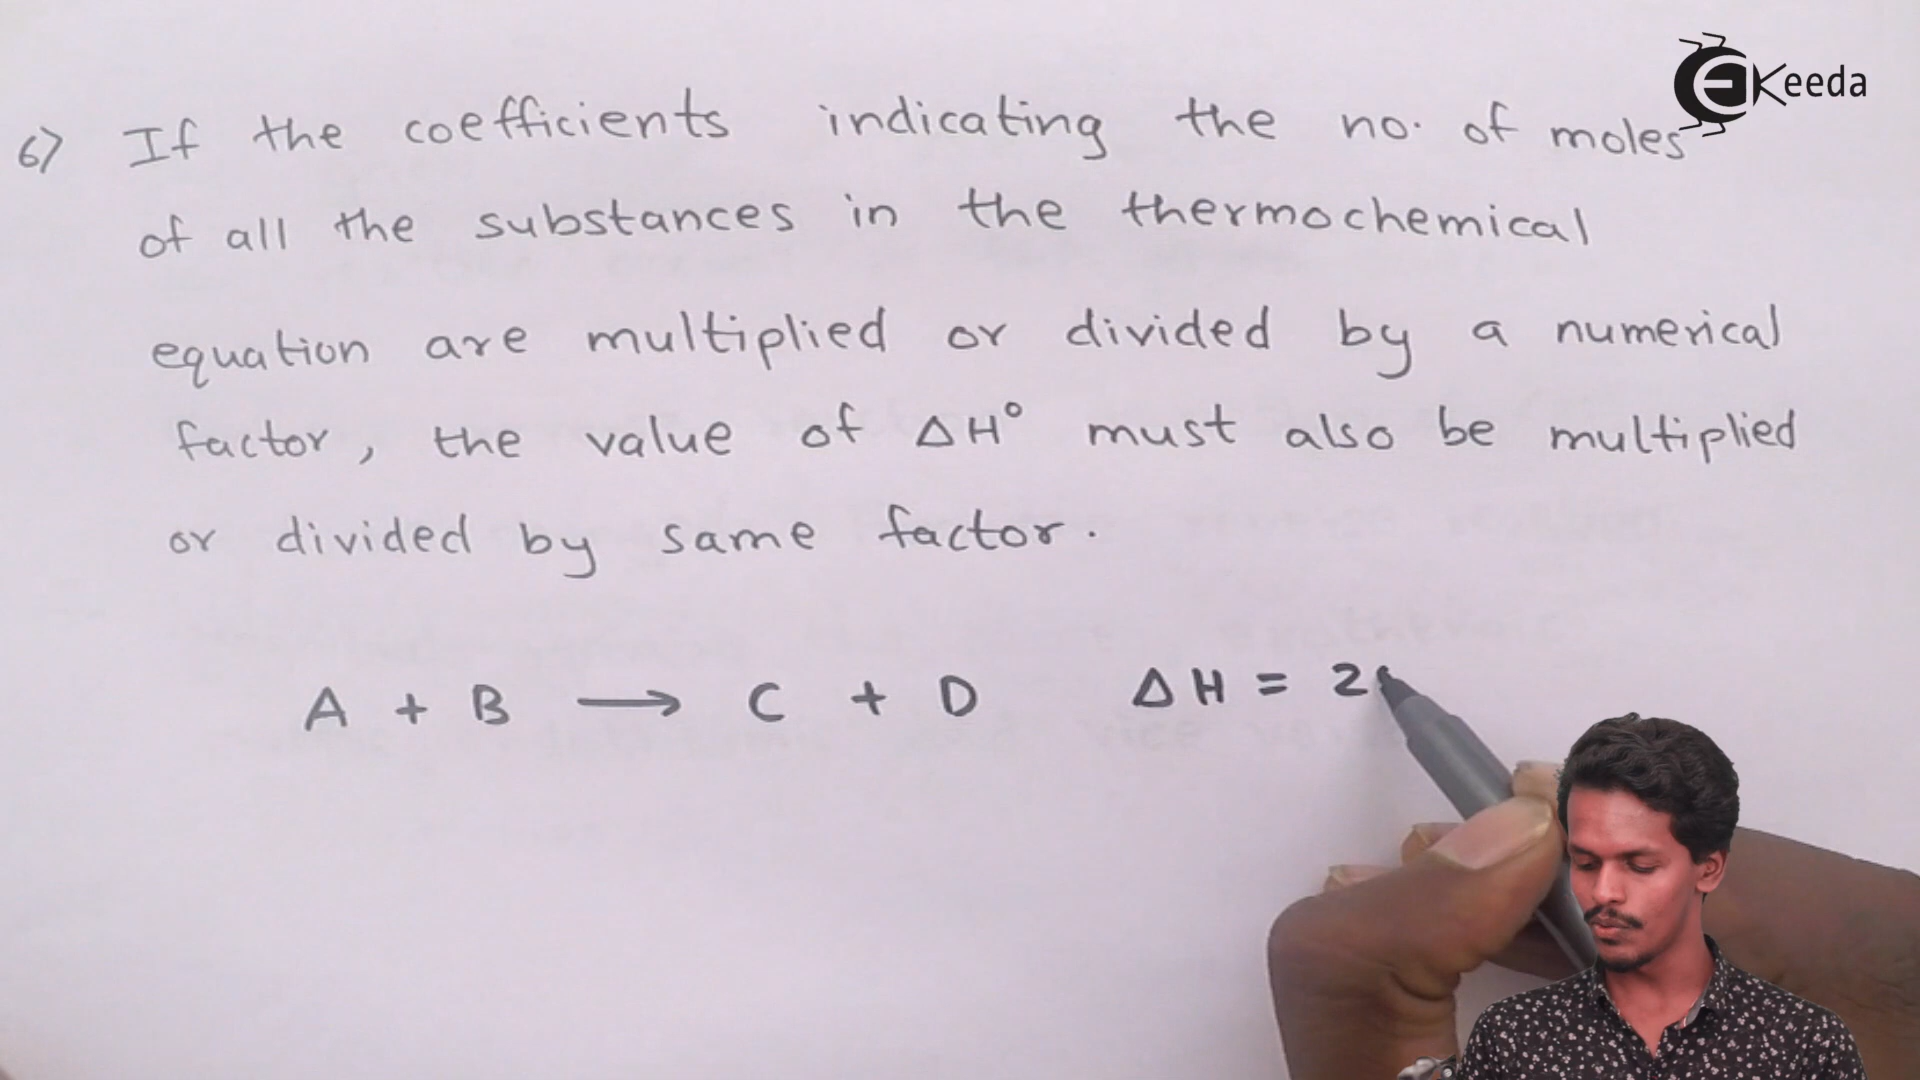 Keeda
6) If the coefficients indicating the no. of moles
of all the substances in the thermochemical
equation are multiplied or divided by a numerical
factor, the value of ΔH° must also be multiplied
or divided by same factor.
A + B ⟶ C + D ΔH = 2